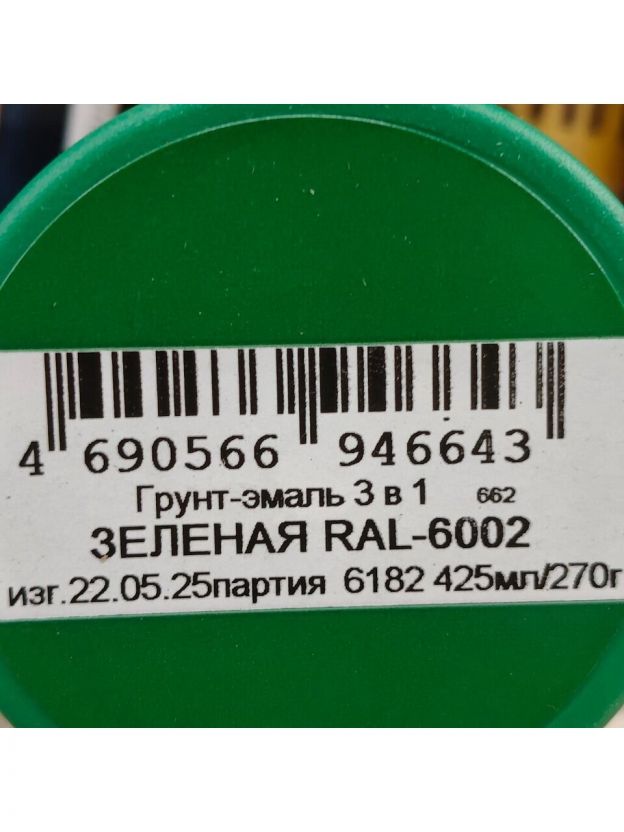 4 690566 946643
Грунт-эмаль 3 в 1 662
ЗЕЛЕНАЯ RAL-6002
изг.22.05.25партия 6182 425мл/270г